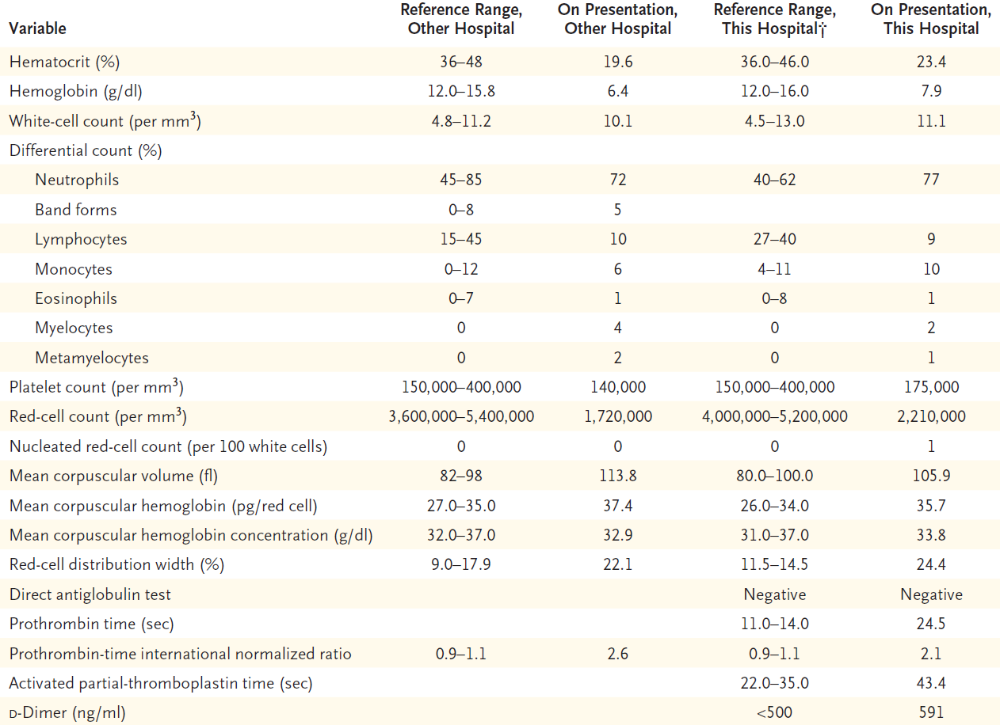 Variable Reference Range, Other Hospital On Presentation, Other Hospital Reference Range, This Hospital† On Presentation, This Hospital
Hematocrit (%) 36–48 19.6 36.0–46.0 23.4
Hemoglobin (g/dl) 12.0–15.8 6.4 12.0–16.0 7.9
White-cell count (per mm³) 4.8–11.2 10.1 4.5–13.0 11.1
Differential count (%)
Neutrophils 45–85 72 40–62 77
Band forms 0–8 5
Lymphocytes 15–45 10 27–40 9
Monocytes 0–12 6 4–11 10
Eosinophils 0–7 1 0–8 1
Myelocytes 0 4 0 2
Metamyelocytes 0 2 0 1
Platelet count (per mm³) 150,000–400,000 140,000 150,000–400,000 175,000
Red-cell count (per mm³) 3,600,000–5,400,000 1,720,000 4,000,000–5,200,000 2,210,000
Nucleated red-cell count (per 100 white cells) 0 0 0 1
Mean corpuscular volume (fl) 82–98 113.8 80.0–100.0 105.9
Mean corpuscular hemoglobin (pg/red cell) 27.0–35.0 37.4 26.0–34.0 35.7
Mean corpuscular hemoglobin concentration (g/dl) 32.0–37.0 32.9 31.0–37.0 33.8
Red-cell distribution width (%) 9.0–17.9 22.1 11.5–14.5 24.4
Direct antiglobulin test Negative Negative
Prothrombin time (sec) 11.0–14.0 24.5
Prothrombin-time international normalized ratio 0.9–1.1 2.6 0.9–1.1 2.1
Activated partial-thromboplastin time (sec) 22.0–35.0 43.4
D-Dimer (ng/ml) <500 591